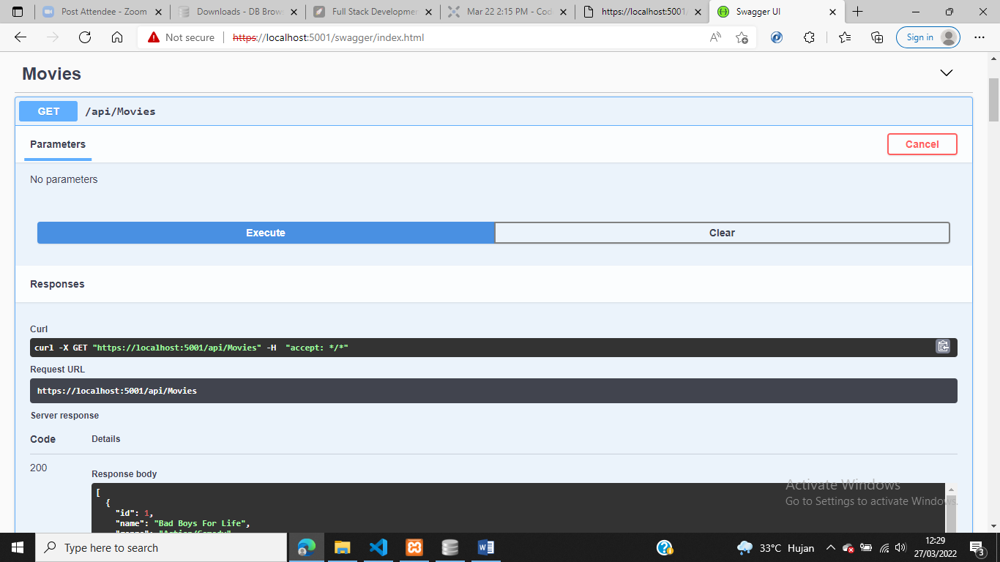 Post Attendee - Zoom
Downloads - DB Brows
Full Stack Developmen
Mar 22 2:15 PM - Cod
https://localhost:5001/
Swagger UI
Not secure
https://localhost:5001/swagger/index.html
Sign in
Movies
GET
/api/Movies
Parameters
Cancel
No parameters
Execute
Clear
Responses
Curl
curl -X GET "https://localhost:5001/api/Movies" -H  "accept: */*"
Request URL
https://localhost:5001/api/Movies
Server response
Code
Details
200
Response body
[
{
"id": 1,
"name": "Bad Boys For Life",
Activate Windows
Go to Settings to activate Windows.
Type here to search
33°C Hujan
12:29
27/03/2022
3